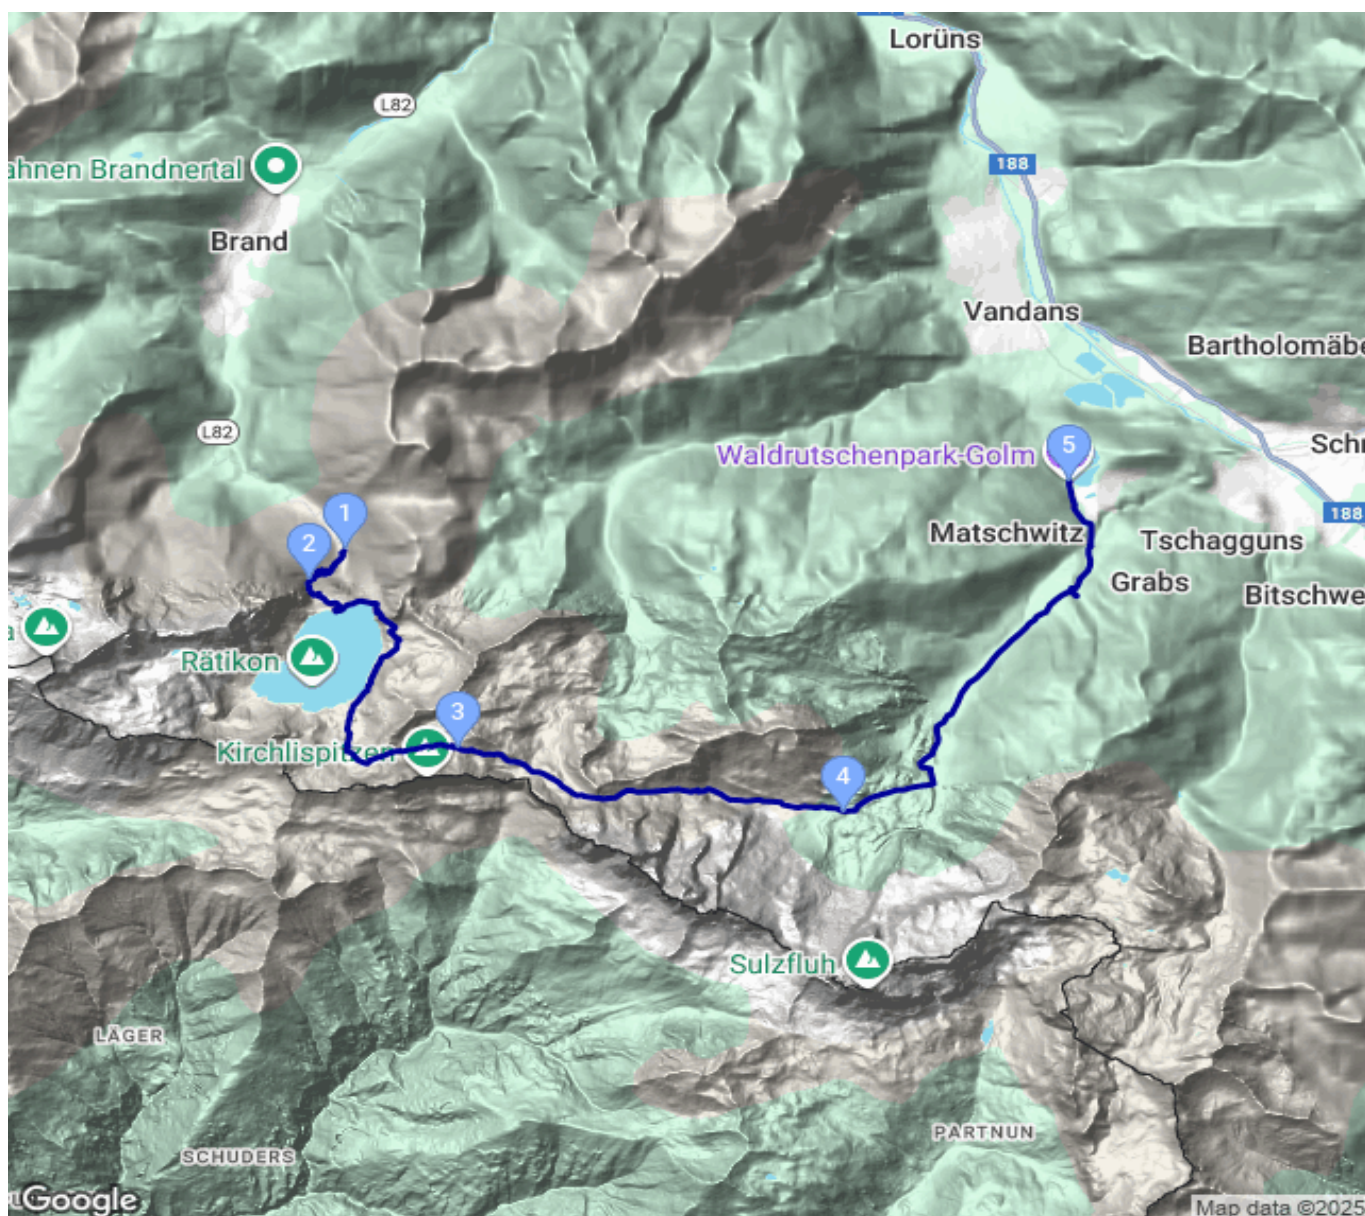 Lorüns
L82
188
ahnen Brandnertal
Brand
Vandans
Bartholomäbe
L82
Waldrutschenpark-Golm
5
Schr
188
1
2
Matschwitz
Tschagguns
Grabs
Bitschwe
a
Rätikon
3
Kirchlispitzen
4
Sulzfluh
LÄGER
PARTNUN
SCHUDERS
Google
Map data ©2025